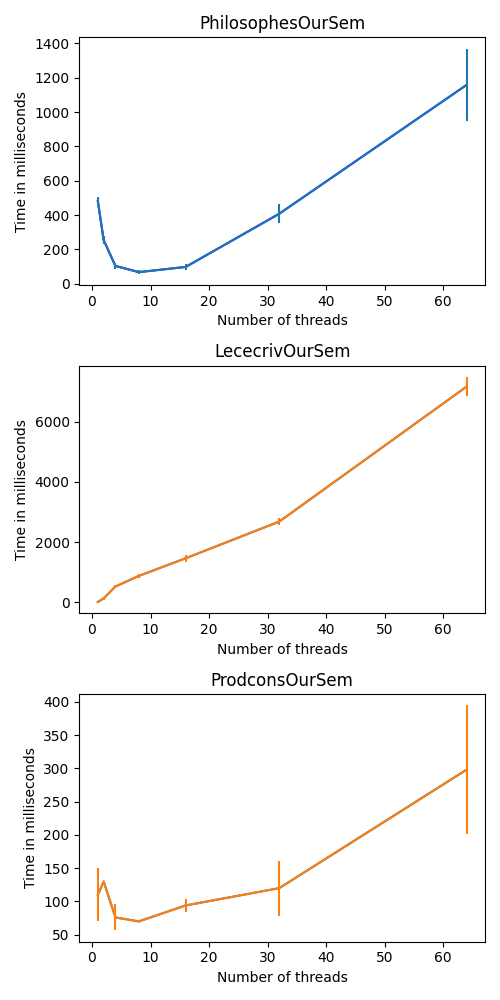 PhilosophesOurSem
1400
1200
1000
800
600
400
200
0
Time in milliseconds
0 10 20 30 40 50 60
Number of threads
LececrivOurSem
6000
4000
2000
0
Time in milliseconds
0 10 20 30 40 50 60
Number of threads
ProdconsOurSem
400
350
300
250
200
150
100
50
Time in milliseconds
0 10 20 30 40 50 60
Number of threads